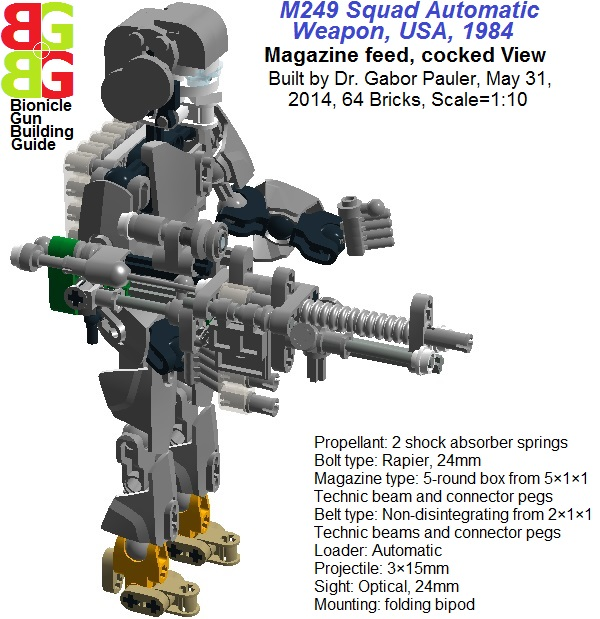 BG
BG
Bionicle
Gun
Building
Guide
M249 Squad Automatic
Weapon, USA, 1984
Magazine feed, cocked View
Built by Dr. Gabor Pauler, May 31,
2014, 64 Bricks, Scale=1:10
Propellant: 2 shock absorber springs
Bolt type: Rapier, 24mm
Magazine type: 5-round box from 5×1×1
Technic beam and connector pegs
Belt type: Non-disintegrating from 2×1×1
Technic beams and connector pegs
Loader: Automatic
Projectile: 3×15mm
Sight: Optical, 24mm
Mounting: folding bipod